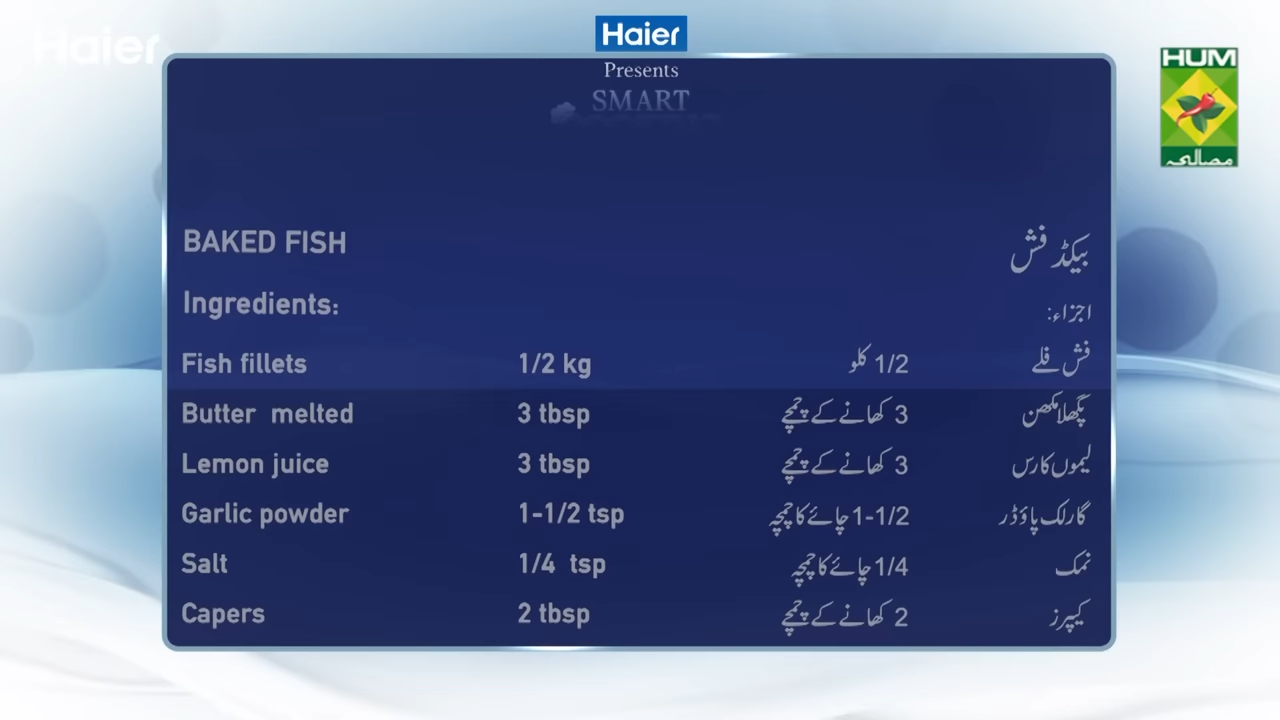 Haier
Haier
HUM
مصالحہ
Presents
SMART
BAKED FISH بیکڈ فش
Ingredients: اجزاء:
Fish fillets 1/2 kg 1/2 کلو فش فلے
Butter melted 3 tbsp 3 کھانے کے چمچے پگھلا مکھن
Lemon juice 3 tbsp 3 کھانے کے چمچے لیموں کا رس
Garlic powder 1-1/2 tsp 1-1/2 چائے کا چمچہ گارلک پاؤڈر
Salt 1/4 tsp 1/4 چائے کا چمچہ نمک
Capers 2 tbsp 2 کھانے کے چمچے کیپرز